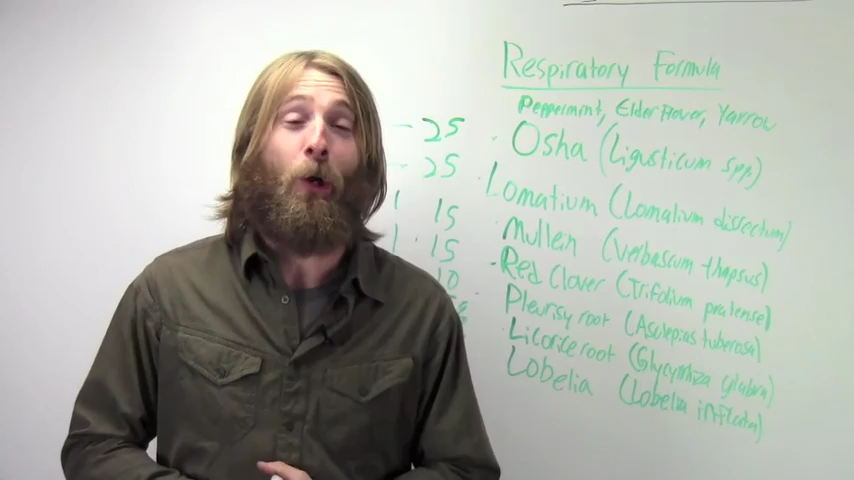 Respiratory Formula
Peppermint, Elder Flower, Yarrow
- 25 · Osha (Ligusticum spp)
- 25 · Lomatium (Lomatium dissectum)
15 · Mullein (Verbascum thapsus)
15 · Red Clover (Trifolium pratense)
10 Pleurisy root (Asclepias tuberosa)
Licorice root (Glycyrrhiza glabra)
Lobelia (Lobelia inflata)